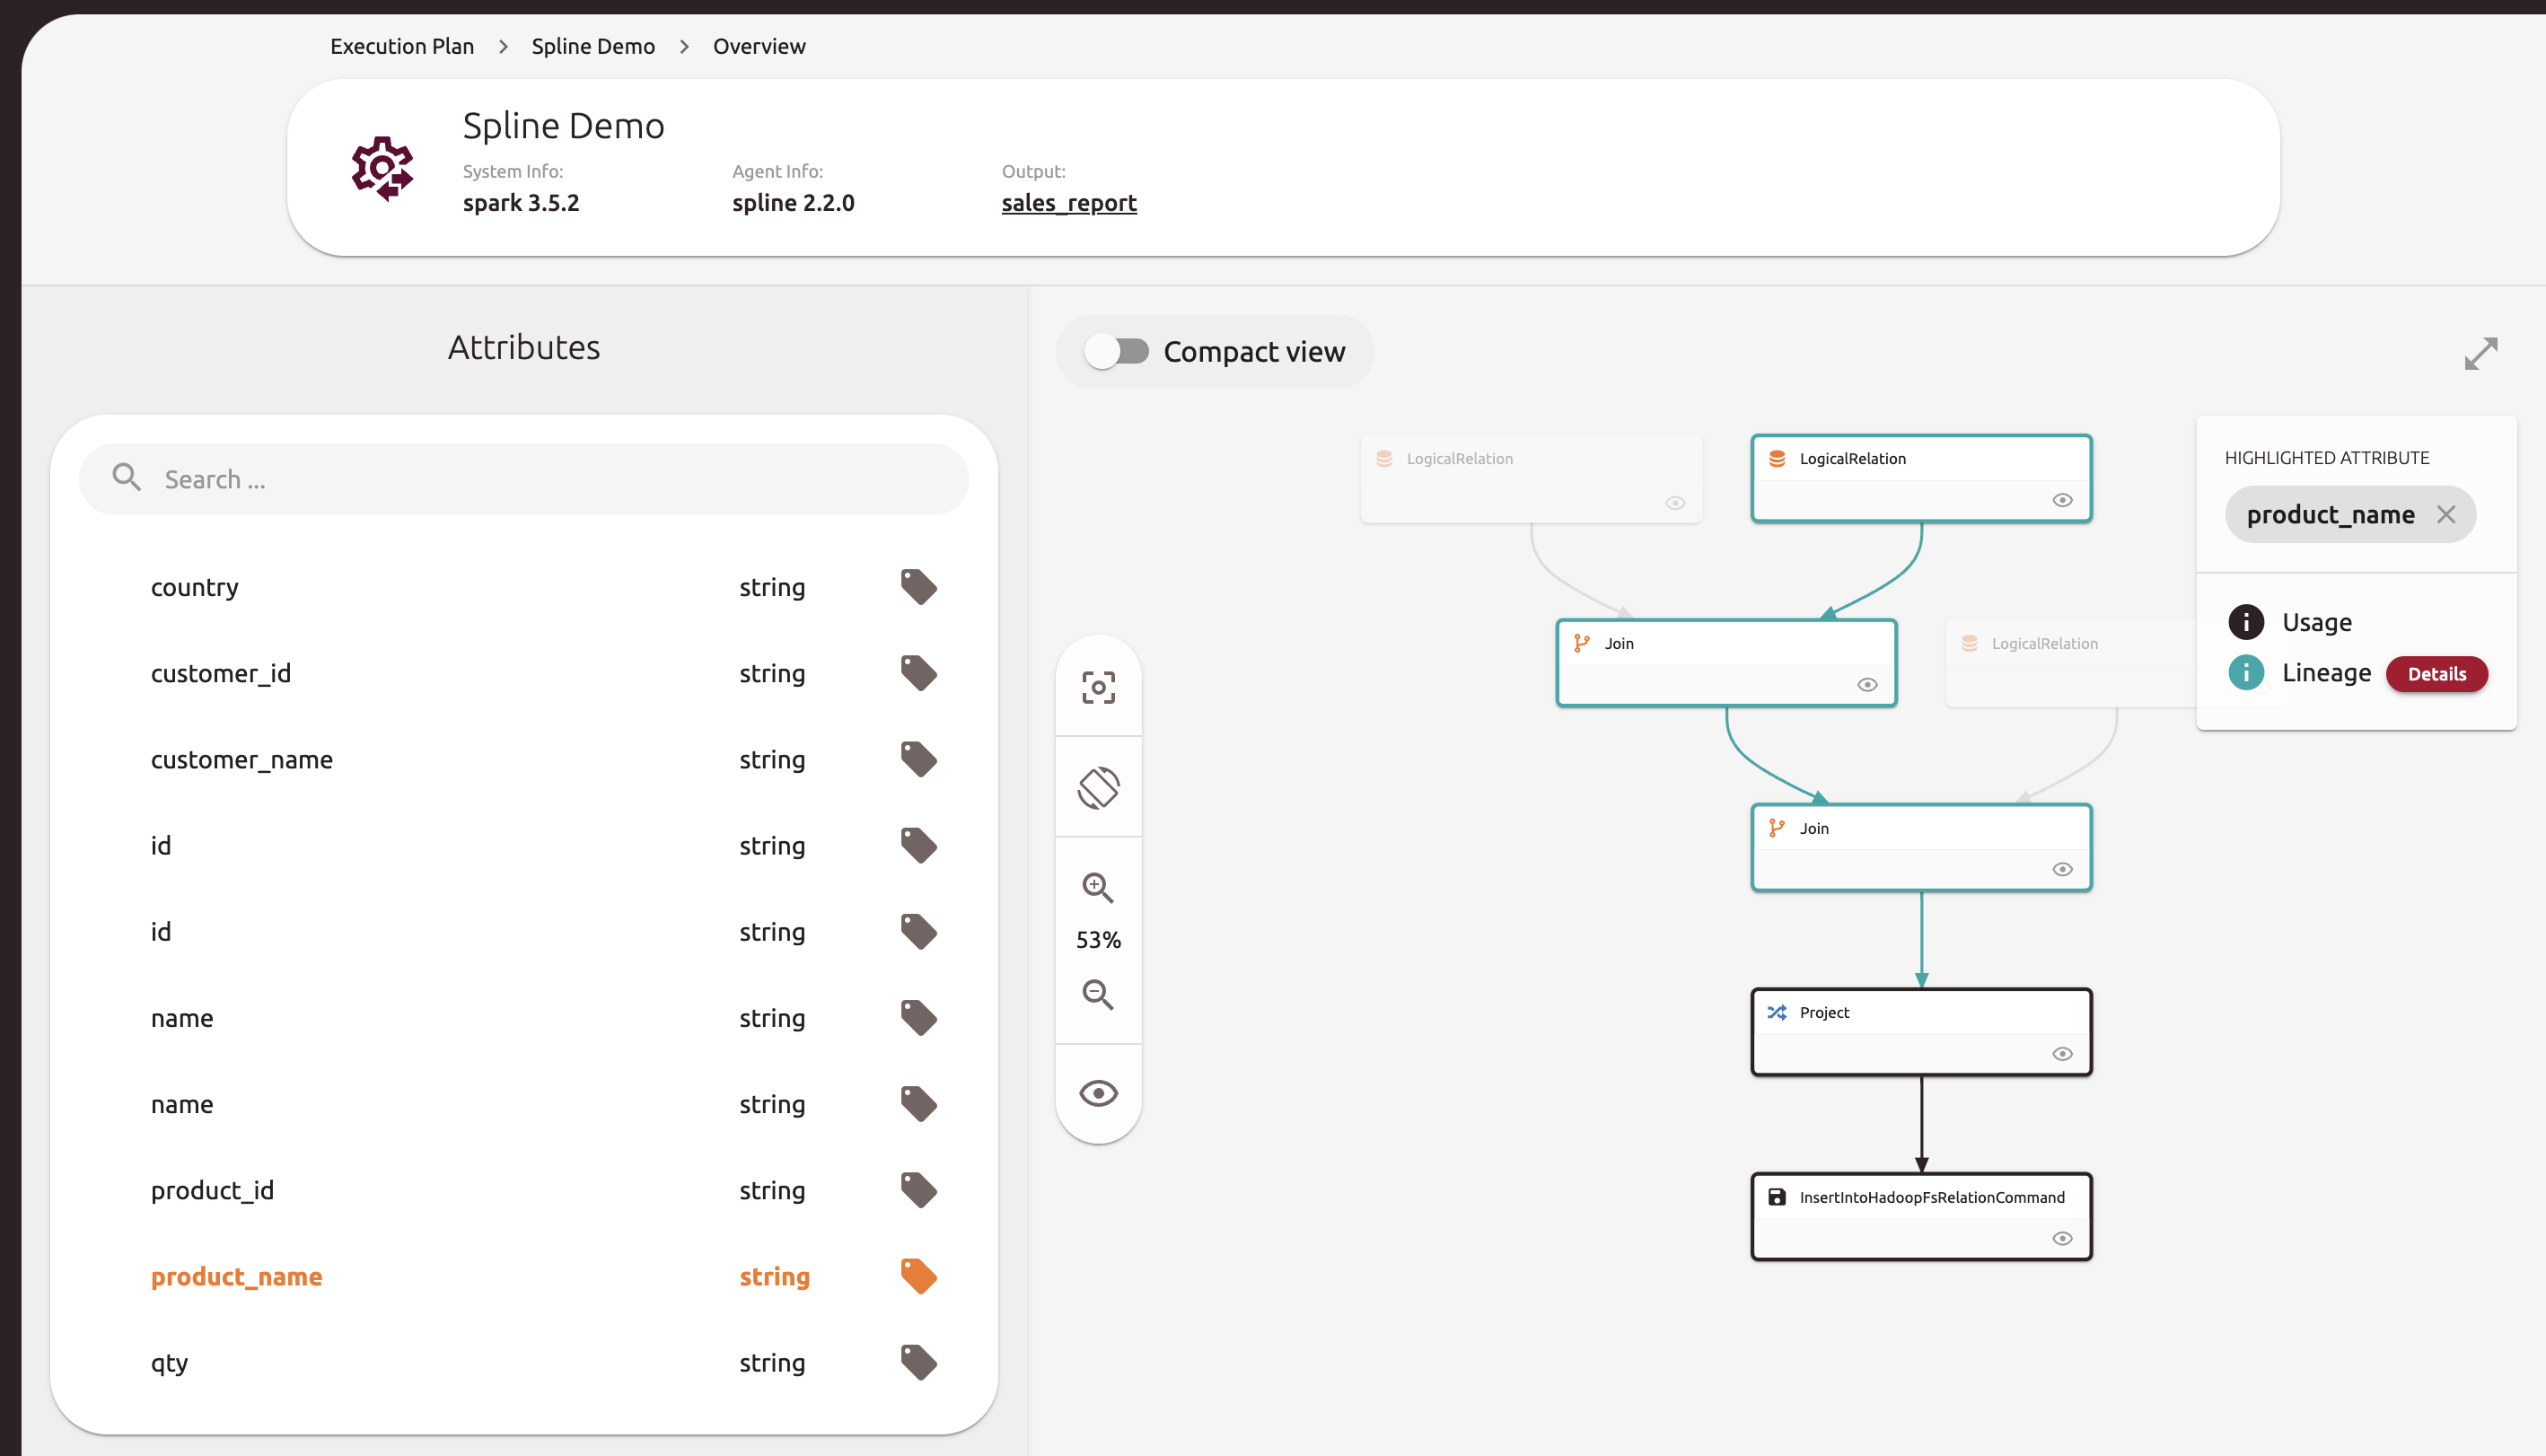 Execution Plan > Spline Demo > Overview
Spline Demo
System Info:
spark 3.5.2
Agent Info:
spline 2.2.0
Output:
sales_report
Attributes
Search ...
country string
customer_id string
customer_name string
id string
id string
name string
name string
product_id string
product_name string
qty string
Compact view
53%
LogicalRelation
LogicalRelation
Join
LogicalRelation
Join
Project
InsertIntoHadoopFsRelationCommand
HIGHLIGHTED ATTRIBUTE
product_name
Usage
Lineage Details